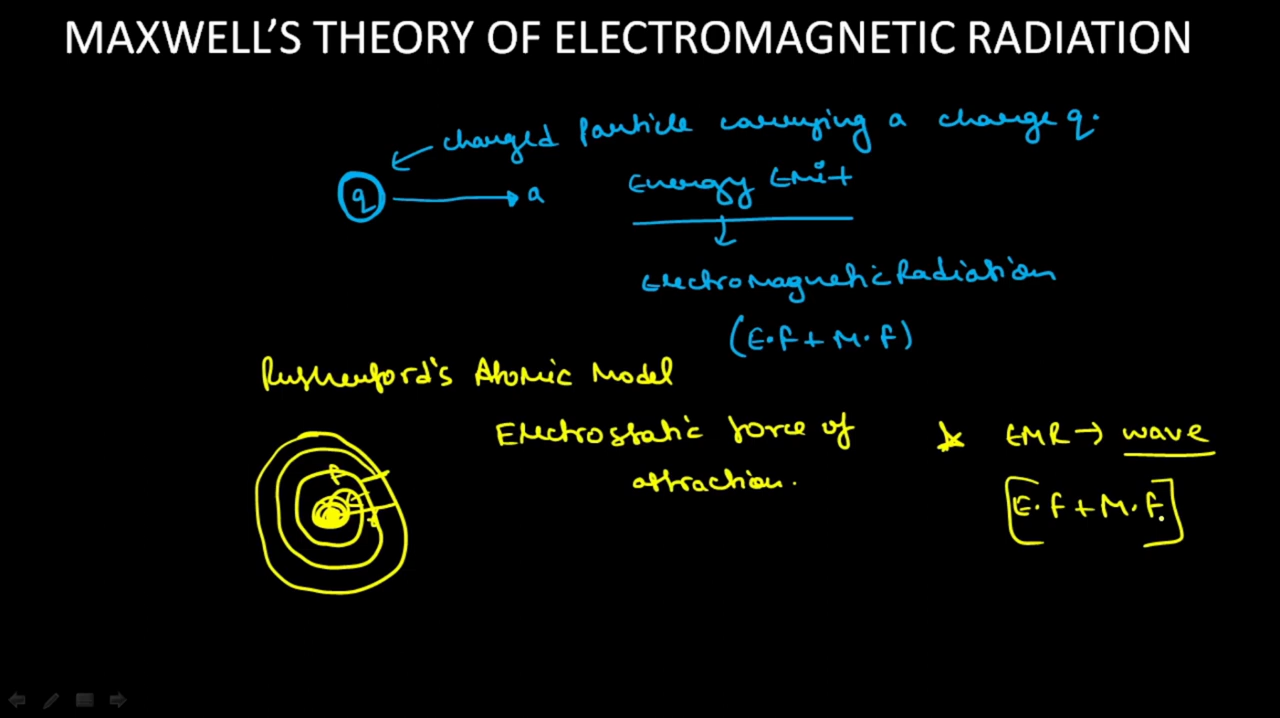 MAXWELL'S THEORY OF ELECTROMAGNETIC RADIATION
charged particle carrying a charge q.
q → a
Energy Emit
Electromagnetic Radiation
(E.F + M.F)
Rutherford's Atomic Model
Electrostatic force of
attraction.
* EMR → wave
[E.F + M.F.]